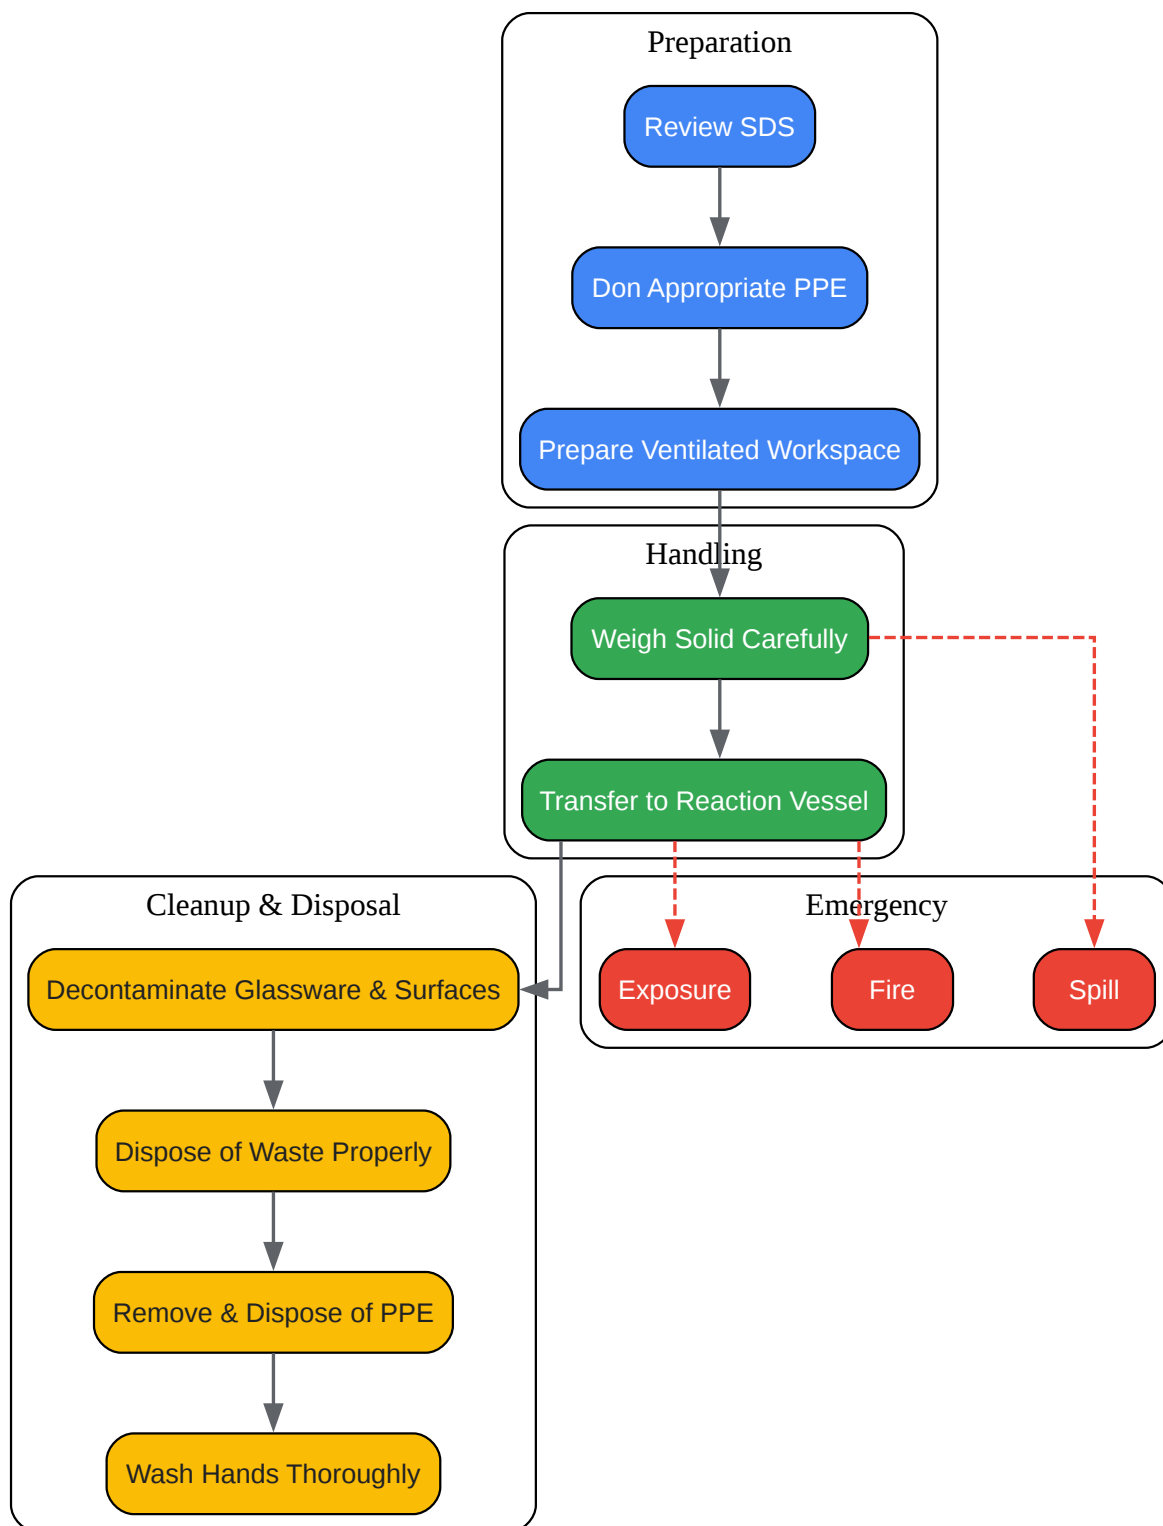 Preparation
Review SDS
Don Appropriate PPE
Prepare Ventilated Workspace
Handling
Weigh Solid Carefully
Transfer to Reaction Vessel
Cleanup & Disposal
Decontaminate Glassware & Surfaces
Dispose of Waste Properly
Remove & Dispose of PPE
Wash Hands Thoroughly
Emergency
Exposure
Fire
Spill